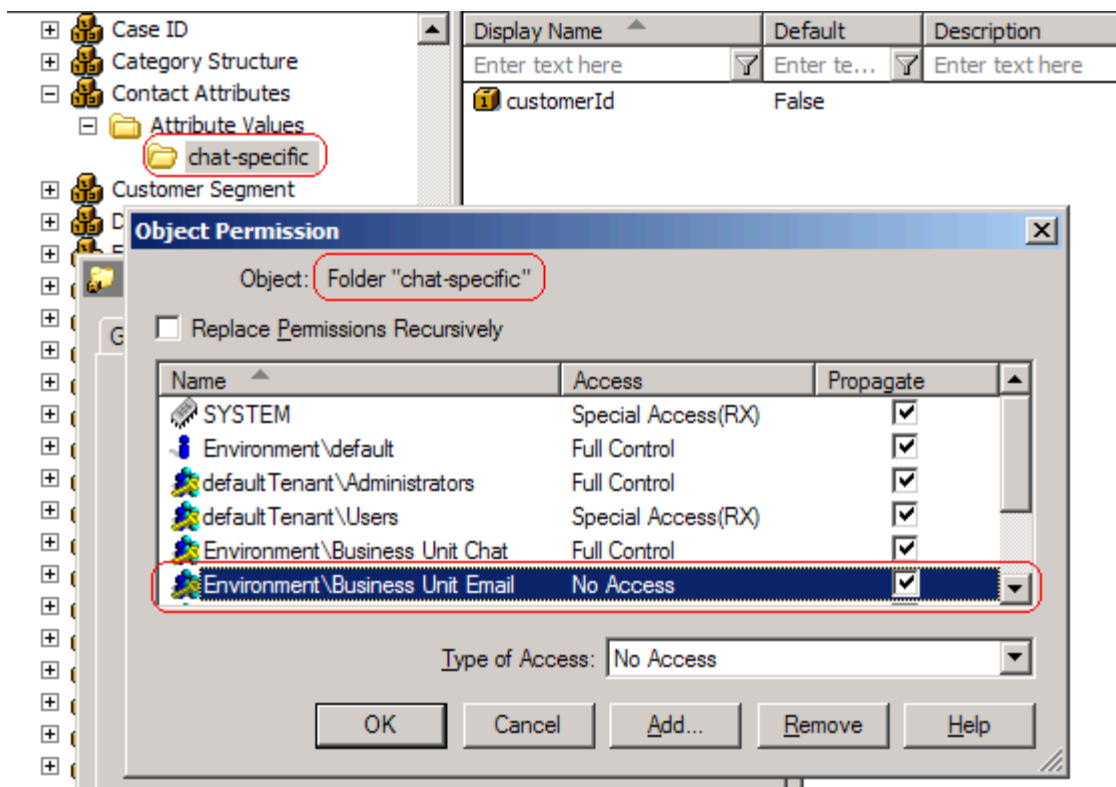 Case ID
Category Structure
Contact Attributes
Attribute Values
chat-specific
Customer Segment
D
Display Name Default Description
Enter text here Enter te... Enter text here
customerId False
Object Permission
Object: Folder "chat-specific"
Replace Permissions Recursively
G
Name Access Propagate
SYSTEM Special Access(RX)
Environment\default Full Control
defaultTenant\Administrators Full Control
defaultTenant\Users Special Access(RX)
Environment\Business Unit Chat Full Control
Environment\Business Unit Email No Access
Type of Access: No Access
OK Cancel Add... Remove Help